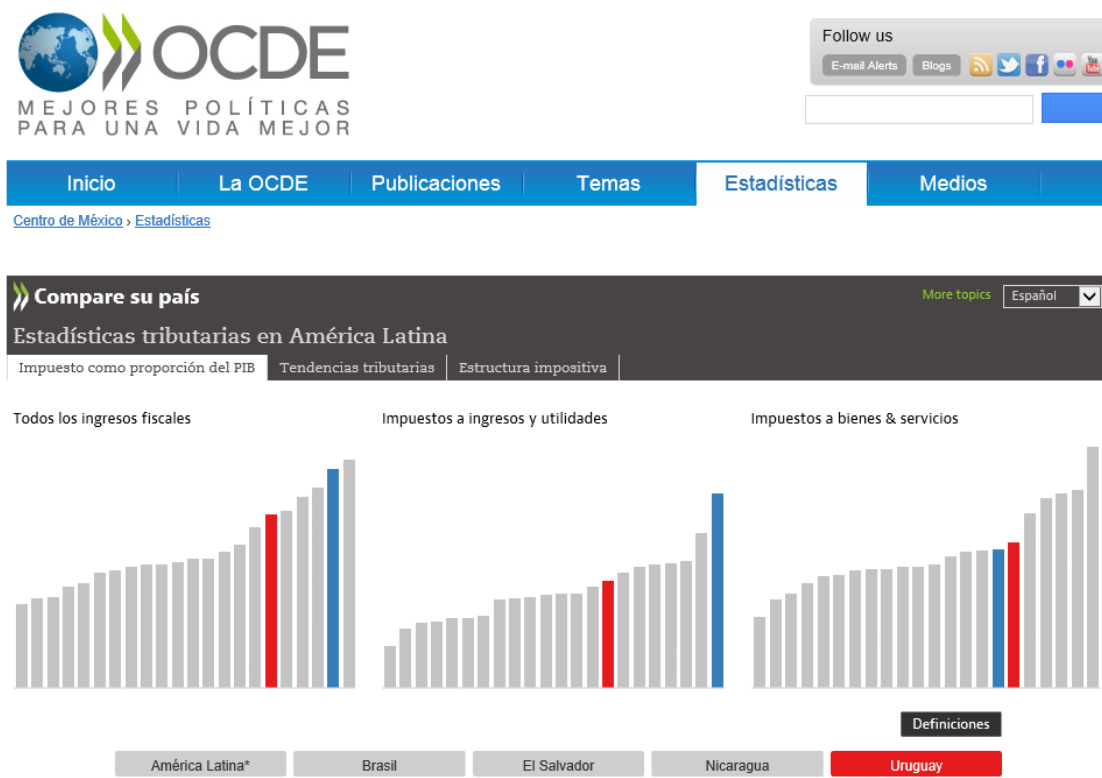 OCDE
MEJORES POLÍTICAS
PARA UNA VIDA MEJOR
Follow us
E-mail Alerts Blogs
You
Tube
Inicio La OCDE Publicaciones Temas Estadísticas Medios
Centro de México › Estadísticas
Compare su país
More topics Español
Estadísticas tributarias en América Latina
Impuesto como proporción del PIB Tendencias tributarias Estructura impositiva
Todos los ingresos fiscales Impuestos a ingresos y utilidades Impuestos a bienes & servicios
Definiciones
América Latina* Brasil El Salvador Nicaragua Uruguay